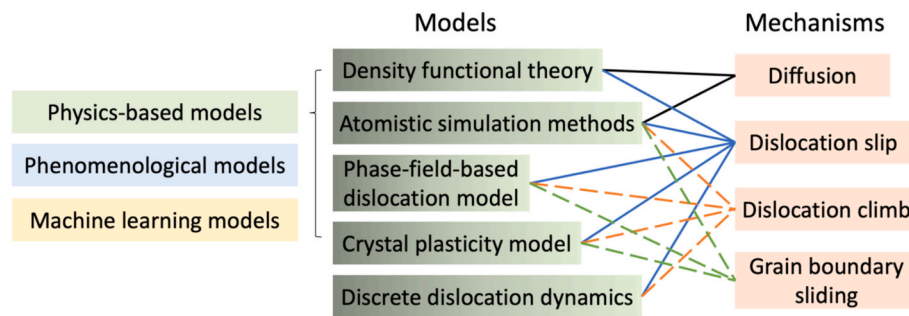 Models
Mechanisms
Physics-based models
Phenomenological models
Machine learning models
Density functional theory
Atomistic simulation methods
Phase-field-based
dislocation model
Crystal plasticity model
Discrete dislocation dynamics
Diffusion
Dislocation slip
Dislocation climb
Grain boundary
sliding